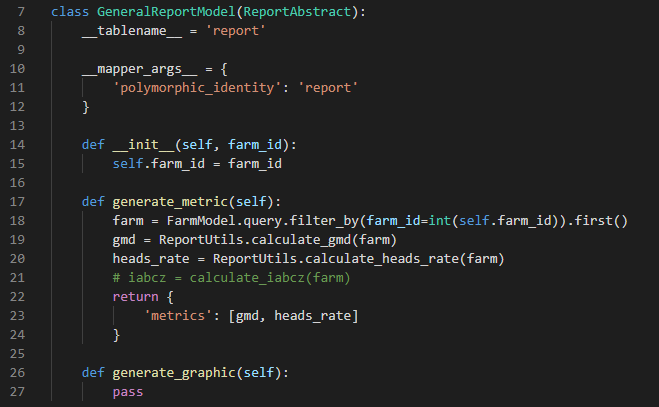 7 class GeneralReportModel(ReportAbstract):
8     __tablename__ = 'report'
9
10     __mapper_args__ = {
11         'polymorphic_identity': 'report'
12     }
13
14     def __init__(self, farm_id):
15         self.farm_id = farm_id
16
17     def generate_metric(self):
18         farm = FarmModel.query.filter_by(farm_id=int(self.farm_id)).first()
19         gmd = ReportUtils.calculate_gmd(farm)
20         heads_rate = ReportUtils.calculate_heads_rate(farm)
21         # iabcz = calculate_iabcz(farm)
22         return {
23             'metrics': [gmd, heads_rate]
24         }
25
26     def generate_graphic(self):
27         pass